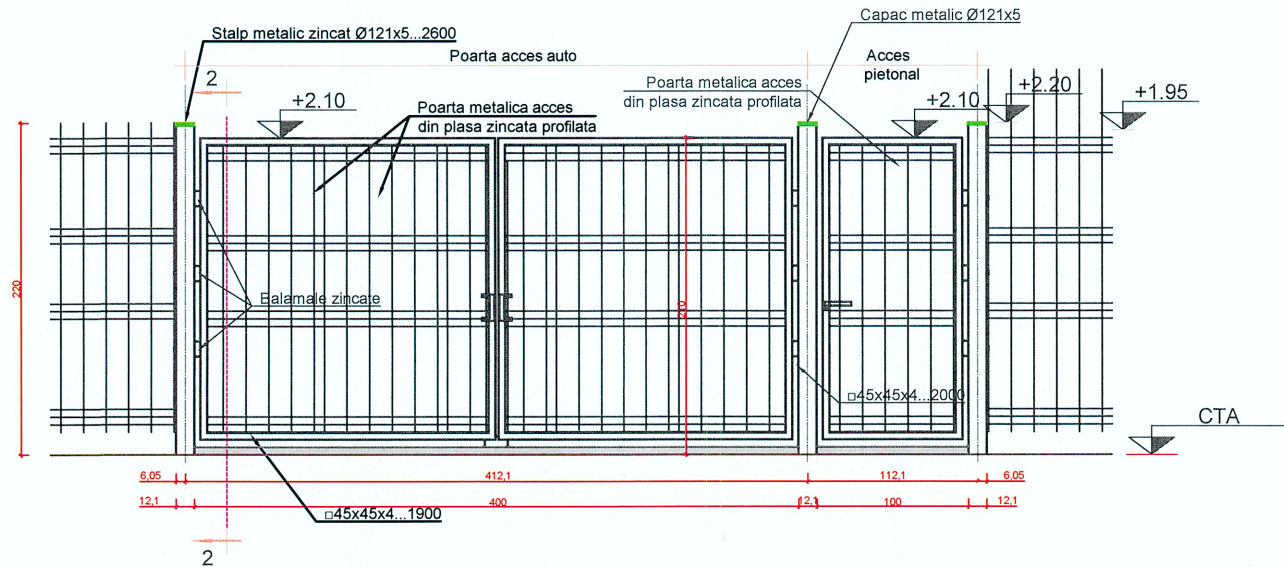 Capac metalic Ø121x5
Stalp metalic zincat Ø121x5...2600
Poarta acces auto
Acces
pietonal
2
Poarta metalica acces
din plasa zincata profilata
+2.20
+1.95
+2.10
Poarta metalica acces
din plasa zincata profilata
+2.10
220
210
Balamale zincate
□45x45x4...2000
CTA
6,05
412,1
112,1
6,05
12,1
400
12,1
100
12,1
□45x45x4...1900
2